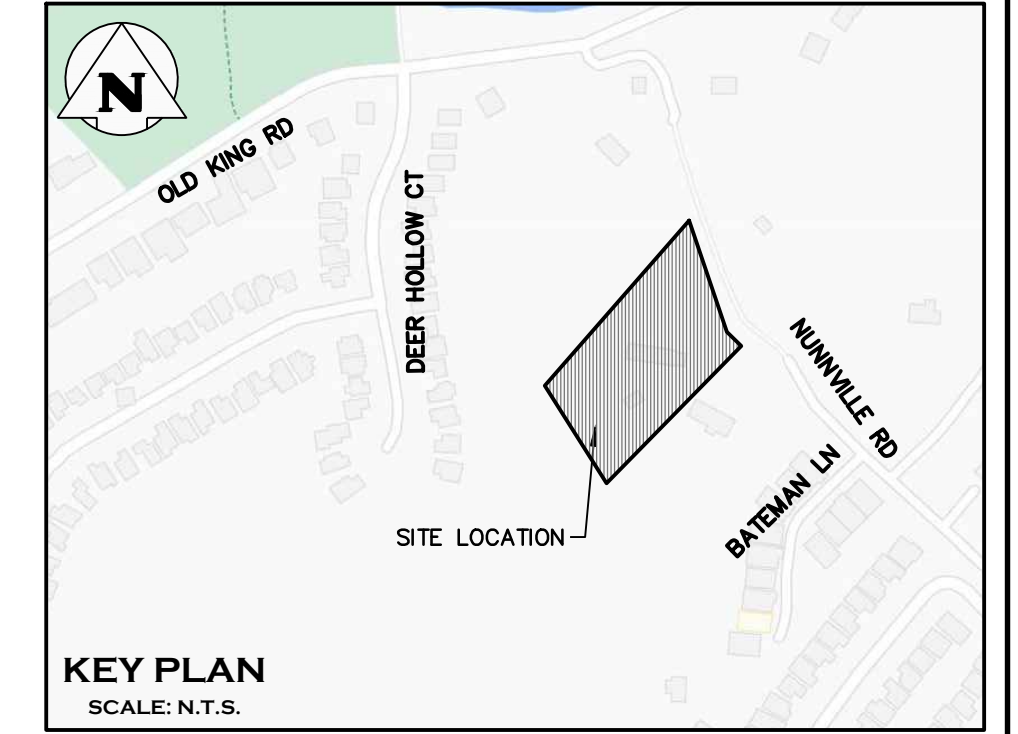 N
OLD KING RD
DEER HOLLOW CT
NUNNVILLE RD
BATEMAN LN
SITE LOCATION
KEY PLAN
SCALE: N.T.S.